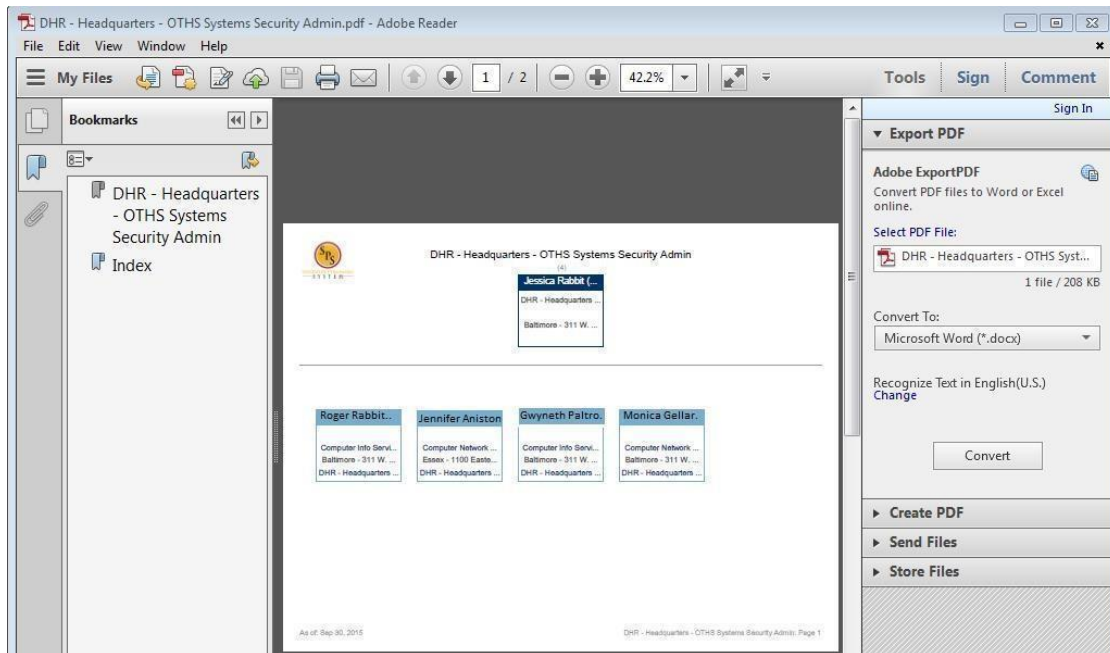 DHR - Headquarters - OTHS Systems Security Admin.pdf - Adobe Reader
File Edit View Window Help
My Files 1 / 2 42.2% Tools Sign Comment
Sign In
Bookmarks
DHR - Headquarters
- OTHS Systems
Security Admin
Index
SPS
SYSTEM
DHR - Headquarters - OTHS Systems Security Admin
(4)
Jessica Rabbit (...
DHR - Headquarters ...
Baltimore - 311 W. ...
Roger Rabbit..
Computer Info Servi...
Baltimore - 311 W. ...
DHR - Headquarters ...
Jennifer Aniston
Computer Network ...
Essex - 1100 Easte...
DHR - Headquarters ...
Gwyneth Paltro.
Computer Info Servi...
Baltimore - 311 W. ...
DHR - Headquarters ...
Monica Gellar.
Computer Network ...
Baltimore - 311 W. ...
DHR - Headquarters ...
As of: Sep 30, 2015
DHR - Headquarters - OTHS Systems Security Admin: Page 1
Export PDF
Adobe ExportPDF
Convert PDF files to Word or Excel
online.
Select PDF File:
DHR - Headquarters - OTHS Syst...
1 file / 208 KB
Convert To:
Microsoft Word (*.docx)
Recognize Text in English(U.S.)
Change
Convert
Create PDF
Send Files
Store Files